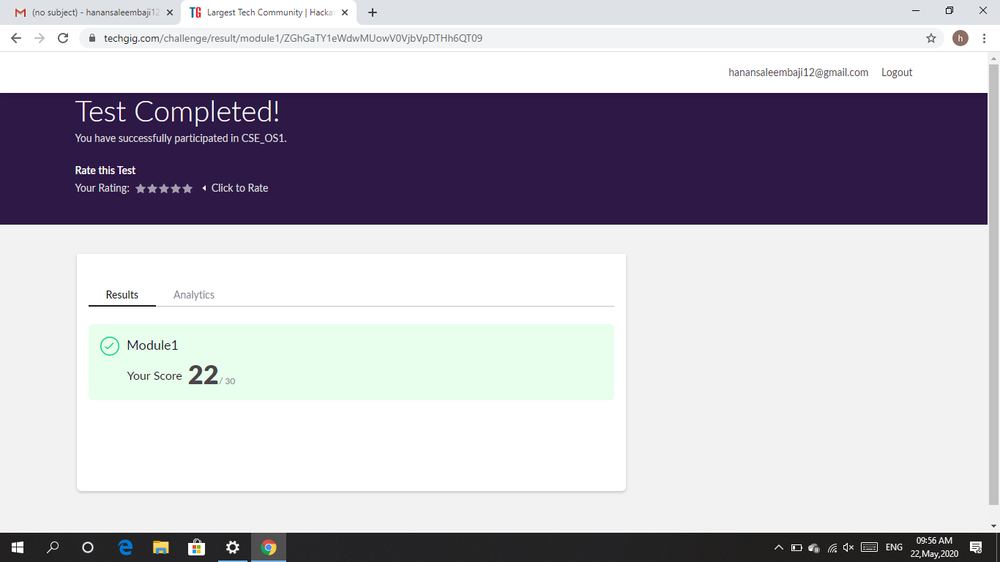 (no subject) - hanansaleembaji12
TG Largest Tech Community | Hacka
techgig.com/challenge/result/module1/ZGhGaTY1eWdwMUowV0VjbVpDTHh6QT09
h
hanansaleembaji12@gmail.com Logout
Test Completed!
You have successfully participated in CSE_OS1.
Rate this Test
Your Rating: Click to Rate
Results Analytics
Module1
Your Score 22 / 30
ENG
09:56 AM
22,May,2020